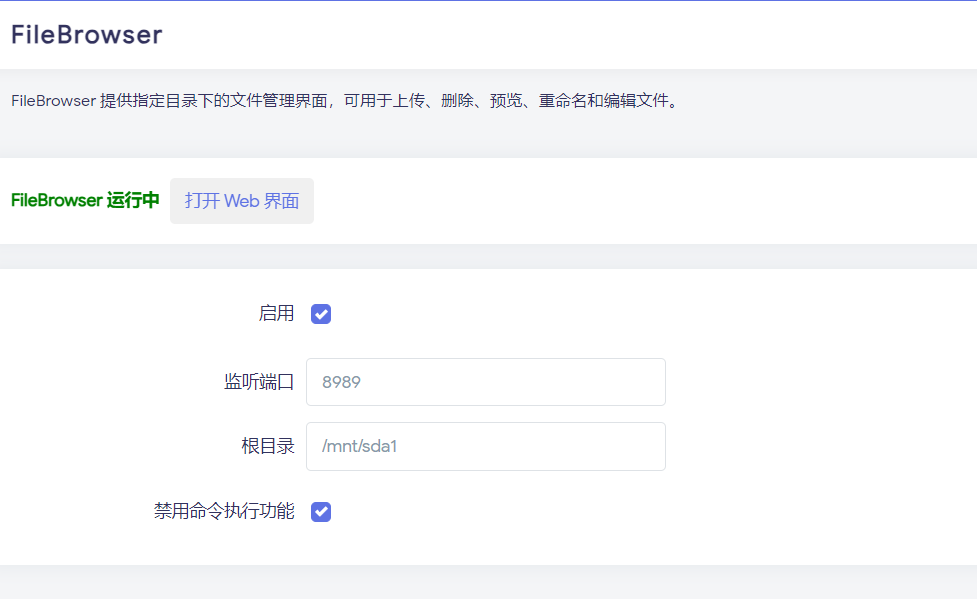 FileBrowser
FileBrowser 提供指定目录下的文件管理界面，可用于上传、删除、预览、重命名和编辑文件。
FileBrowser 运行中 打开 Web 界面
启用
监听端口 8989
根目录 /mnt/sda1
禁用命令执行功能